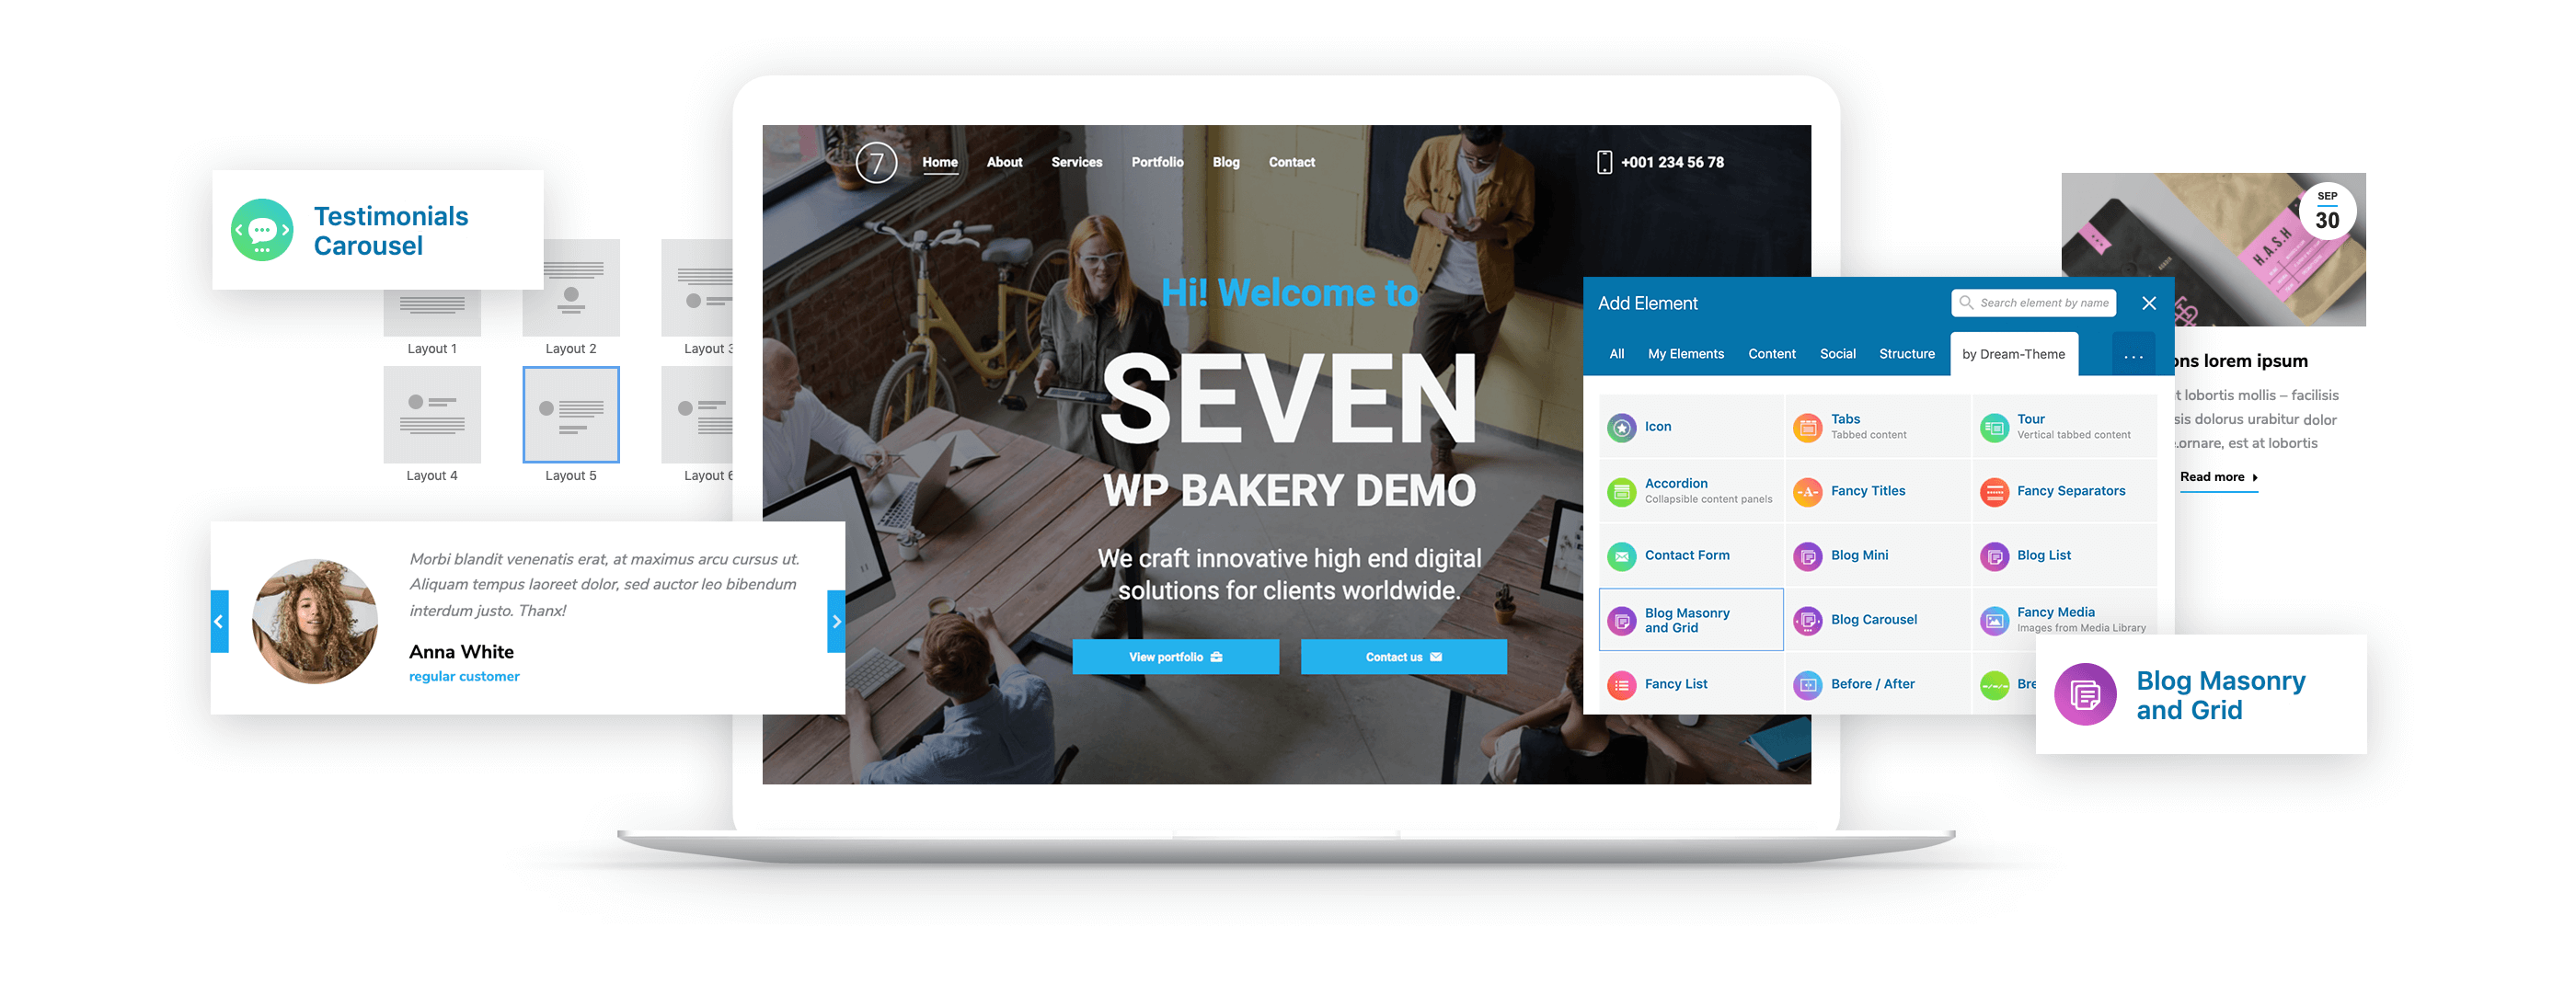 Testimonials
Carousel
Layout 1
Layout 2
Layout 3
Layout 4
Layout 5
Layout 6
Morbi blandit venenatis erat, at maximus arcu cursus ut.
Aliquam tempus laoreet dolor, sed auctor leo bibendum
interdum justo. Thanx!
Anna White
regular customer
7
Home
About
Services
Portfolio
Blog
Contact
+001 234 56 78
Hi! Welcome to
SEVEN
WP BAKERY DEMO
We craft innovative high end digital
solutions for clients worldwide.
View portfolio
Contact us
Add Element
Search element by name
All
My Elements
Content
Social
Structure
by Dream-Theme
...
Icon
Tabs
Tabbed content
Tour
Vertical tabbed content
Accordion
Collapsible content panels
Fancy Titles
Fancy Separators
Contact Form
Blog Mini
Blog List
Blog Masonry
and Grid
Blog Carousel
Fancy Media
Images from Media Library
Fancy List
Before / After
Bre
SEP
30
H.A.S.H
ons lorem ipsum
t lobortis mollis – facilisis
sis dolorus urabitur dolor
.ornare, est at lobortis
Read more
Blog Masonry
and Grid